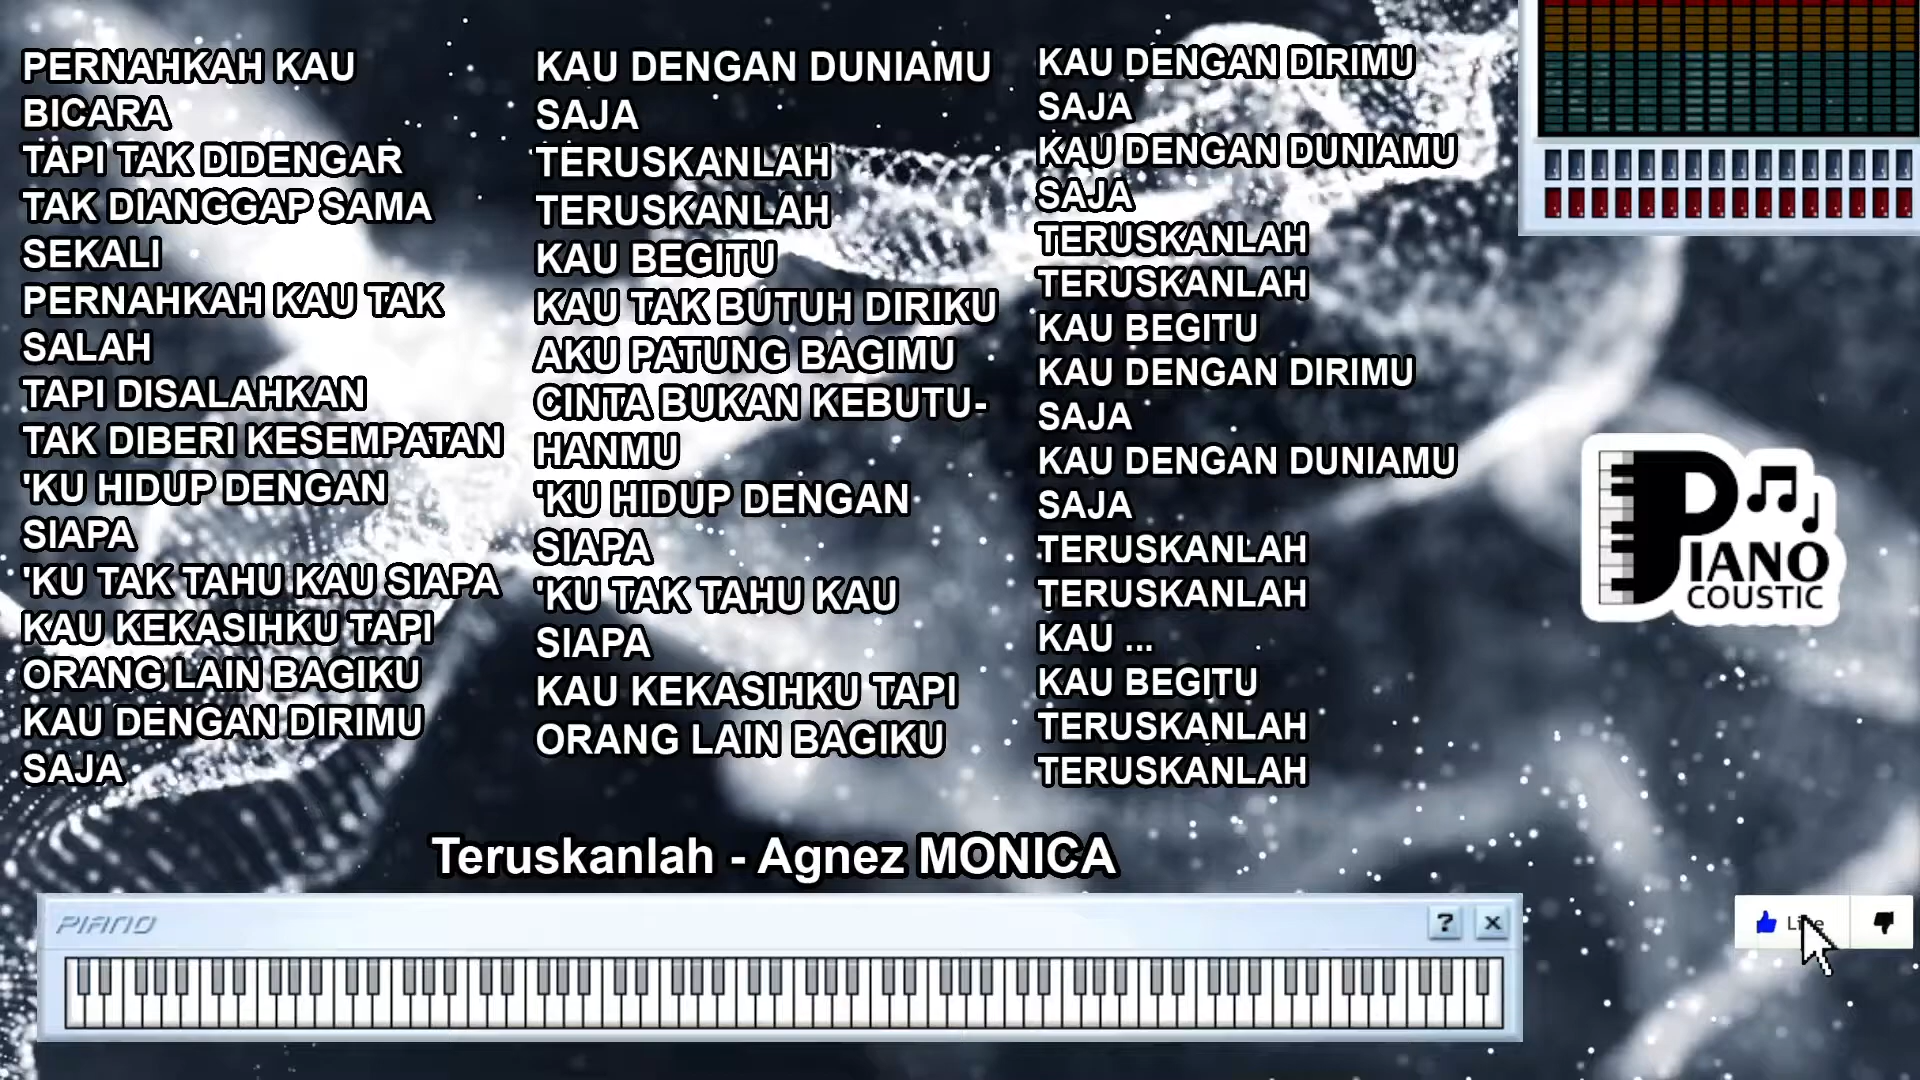 PERNAHKAH KAU
BICARA
TAPI TAK DIDENGAR
TAK DIANGGAP SAMA
SEKALI
PERNAHKAH KAU TAK
SALAH
TAPI DISALAHKAN
TAK DIBERI KESEMPATAN
'KU HIDUP DENGAN
SIAPA
'KU TAK TAHU KAU SIAPA
KAU KEKASIHKU TAPI
ORANG LAIN BAGIKU
KAU DENGAN DIRIMU
SAJA
KAU DENGAN DUNIAMU
SAJA
TERUSKANLAH
TERUSKANLAH
KAU BEGITU
KAU TAK BUTUH DIRIKU
AKU PATUNG BAGIMU
CINTA BUKAN KEBUTU-
HANMU
'KU HIDUP DENGAN
SIAPA
'KU TAK TAHU KAU
SIAPA
KAU KEKASIHKU TAPI
ORANG LAIN BAGIKU
KAU DENGAN DIRIMU
SAJA
KAU DENGAN DUNIAMU
SAJA
TERUSKANLAH
TERUSKANLAH
KAU BEGITU
KAU DENGAN DIRIMU
SAJA
KAU DENGAN DUNIAMU
SAJA
TERUSKANLAH
TERUSKANLAH
KAU ...
KAU BEGITU
TERUSKANLAH
TERUSKANLAH
PIANO
COUSTIC
Teruskanlah - Agnez MONICA
PIANO
? X
Like